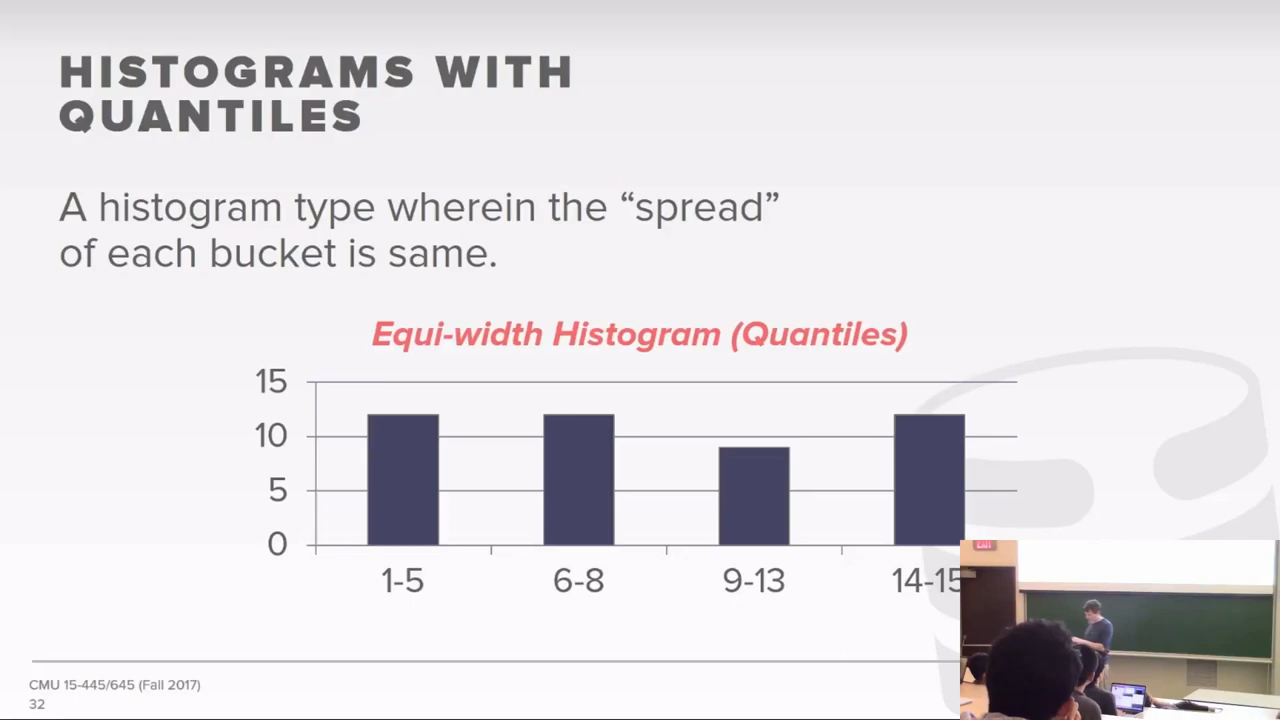 HISTOGRAMS WITH
QUANTILES
A histogram type wherein the “spread”
of each bucket is same.
Equi-width Histogram (Quantiles)
15
10
5
0
1-5 6-8 9-13 14-15
CMU 15-445/645 (Fall 2017)
32
EXIT